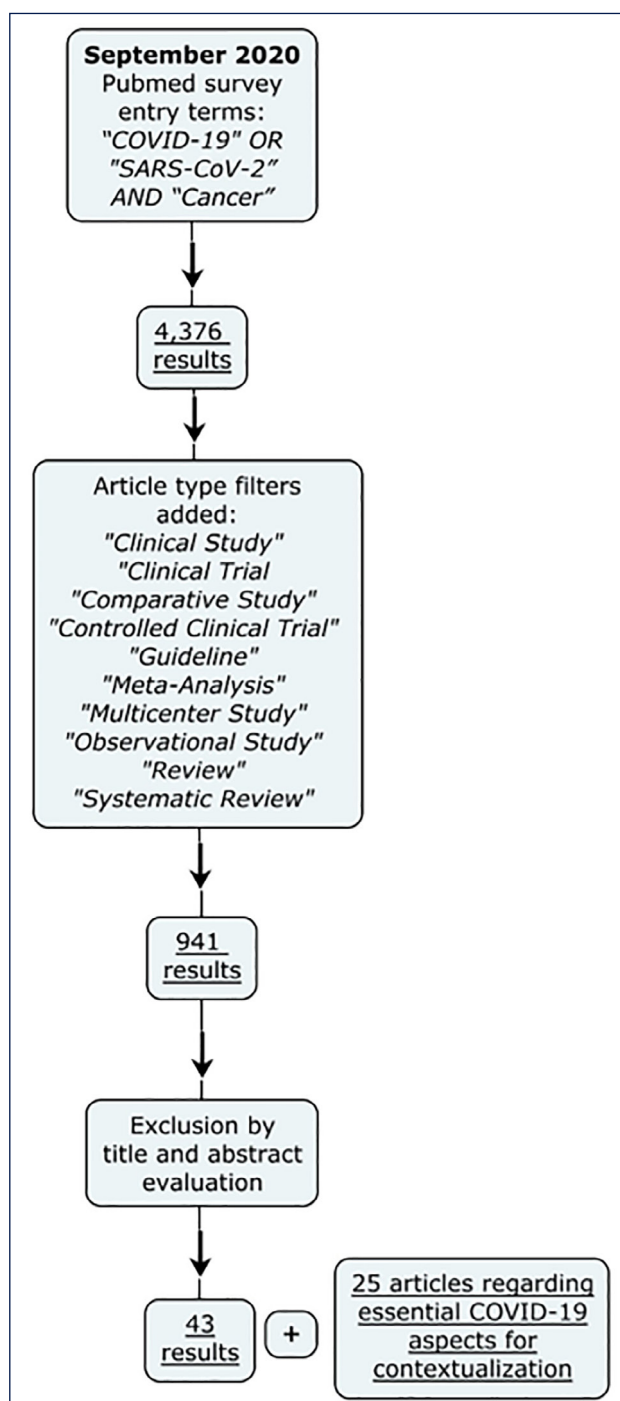 September 2020
Pubmed survey
entry terms:
“COVID-19" OR
"SARS-CoV-2”
AND “Cancer”
4,376
results
Article type filters
added:
"Clinical Study"
"Clinical Trial
"Comparative Study"
"Controlled Clinical Trial"
"Guideline"
"Meta-Analysis"
"Multicenter Study"
"Observational Study"
"Review"
"Systematic Review"
941
results
Exclusion by
title and abstract
evaluation
43
results
+
25 articles regarding
essential COVID-19
aspects for
contextualization